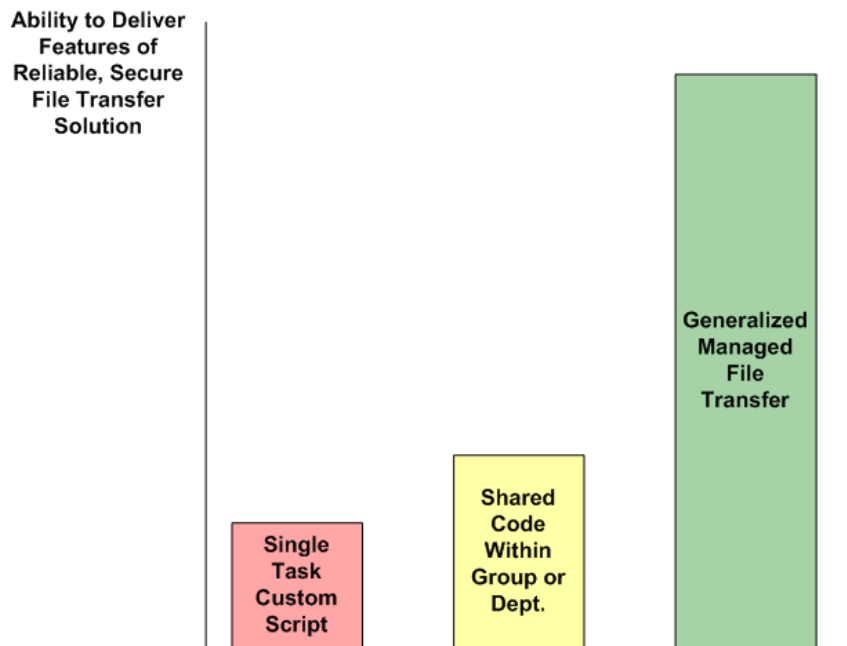 Ability to Deliver
Features of
Reliable, Secure
File Transfer
Solution
Single
Task
Custom
Script
Shared
Code
Within
Group or
Dept.
Generalized
Managed
File
Transfer